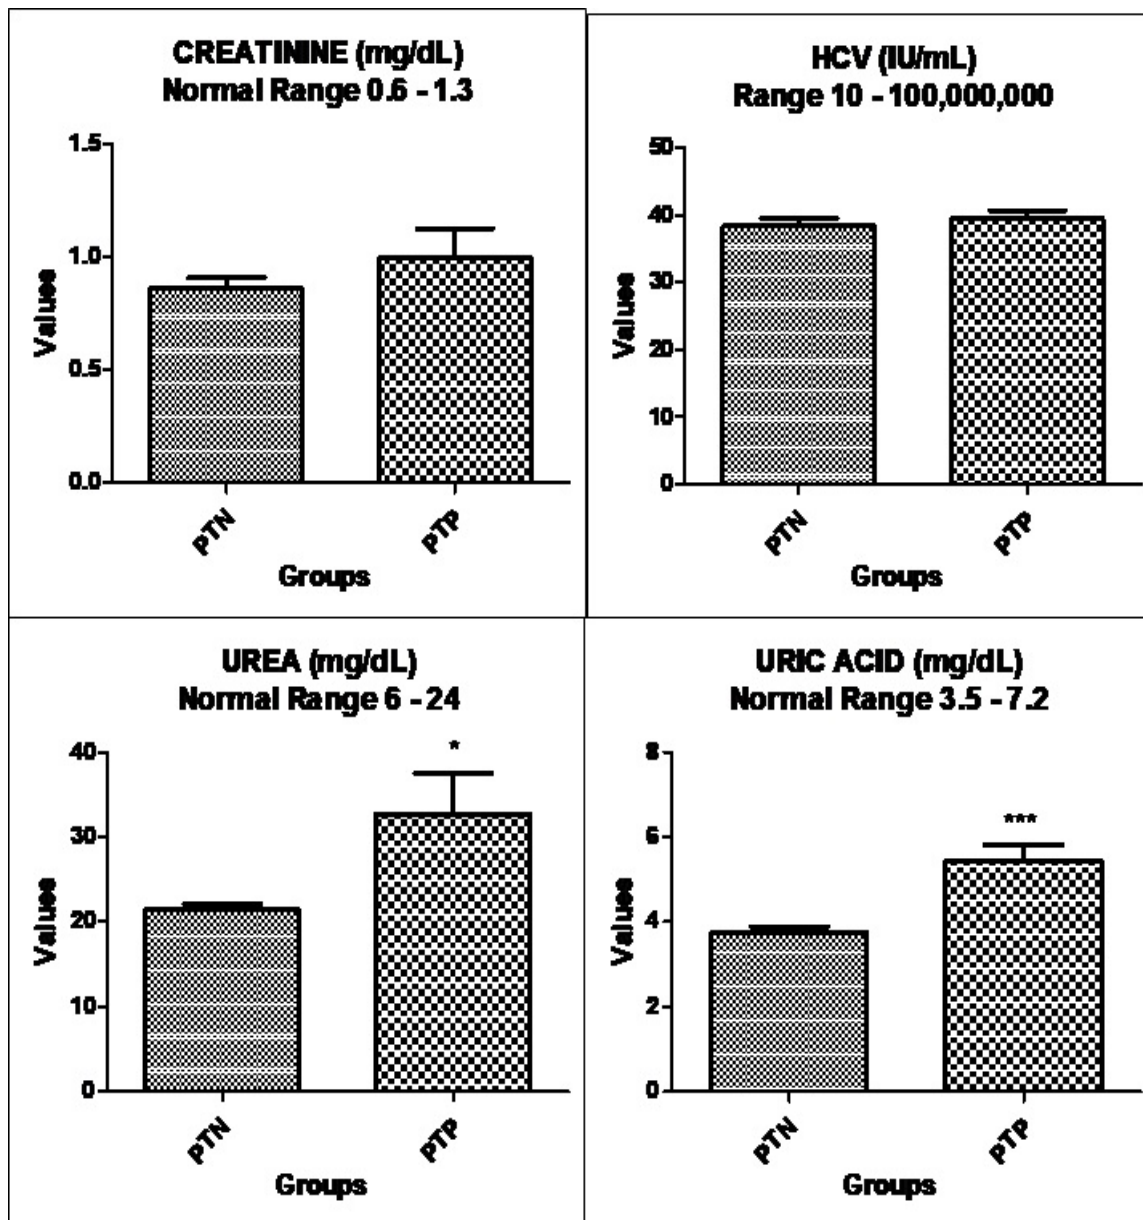 CREATININE (mg/dL)
Normal Range 0.6 - 1.3
1.5
1.0
0.5
0.0
Values
PTN
PTP
Groups
HCV (IU/mL)
Range 10 - 100,000,000
50
40
30
20
10
0
Values
PTN
PTP
Groups
UREA (mg/dL)
Normal Range 6 - 24
40
30
20
10
0
Values
*
PTN
PTP
Groups
URIC ACID (mg/dL)
Normal Range 3.5 - 7.2
8
6
4
2
0
Values
***
PTN
PTP
Groups